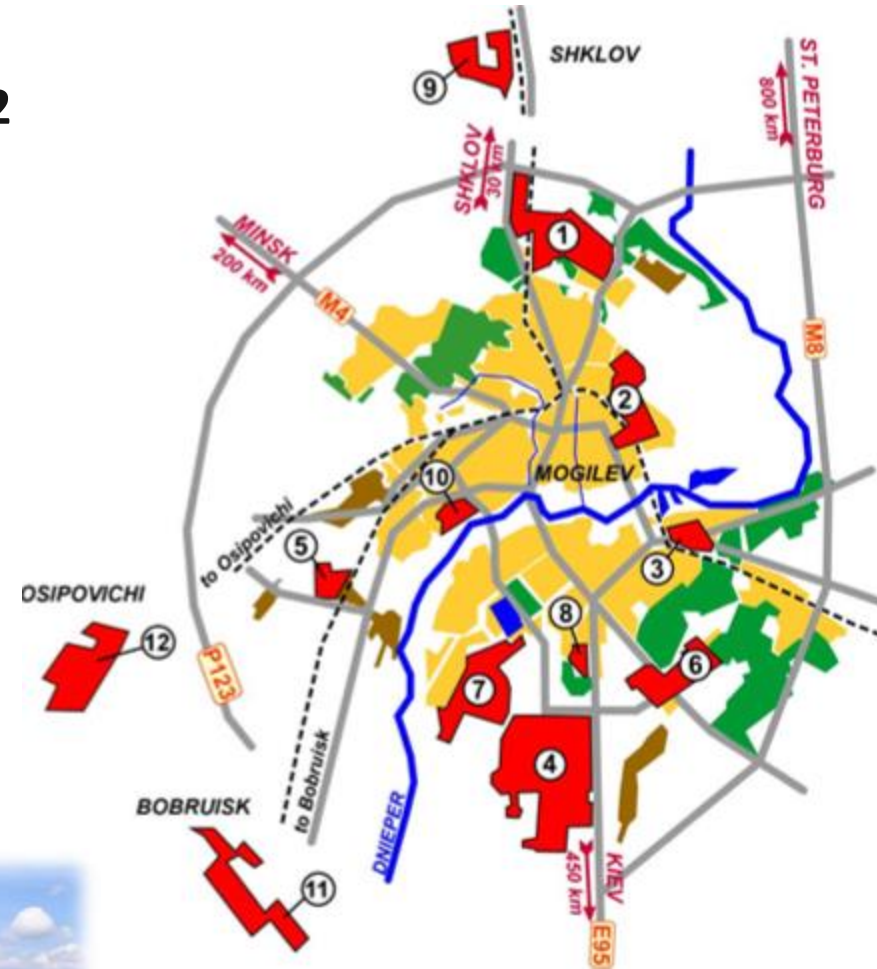 2
SHKLOV
9
ST. PETERBURG
800 km
SHKLOV
30 km
MINSK
200 km
1
M4
M8
2
MOGILEV
10
to Osipovichi
5
3
OSIPOVICHI
12
8
6
P123
7
4
to Bobruisk
BOBRUISK
DNIEPER
11
KIEV
450 km
E95